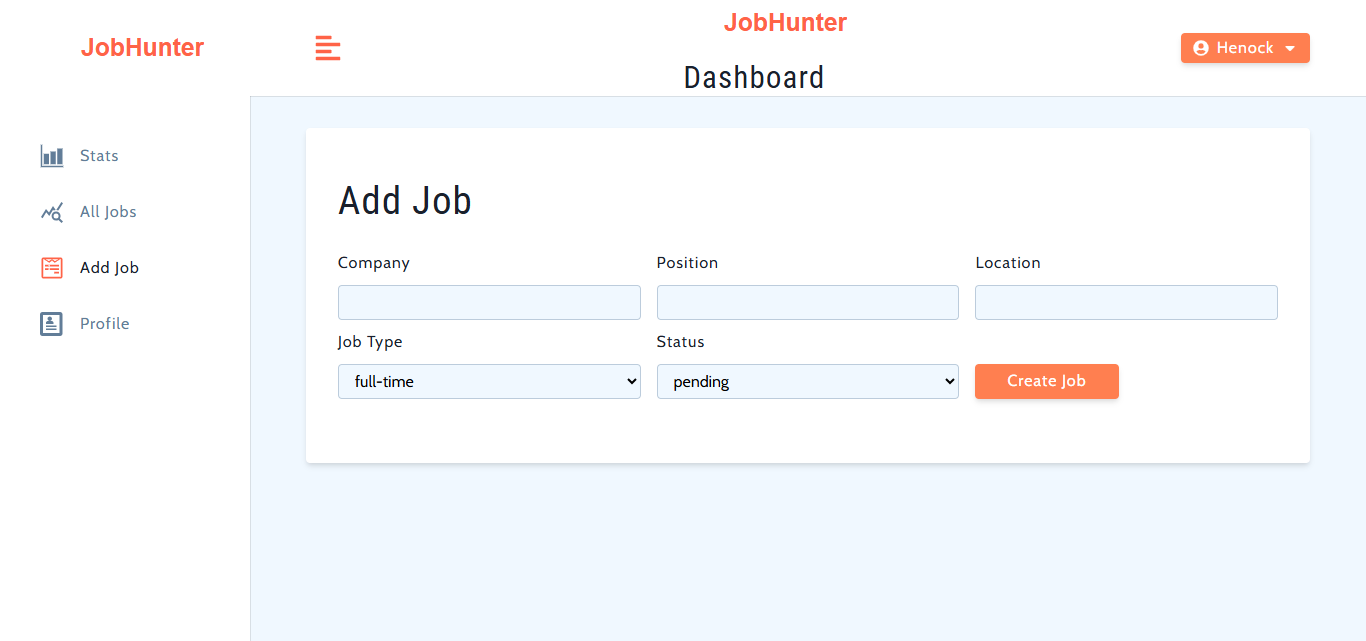 JobHunter
JobHunter
Dashboard
Henock
Stats
All Jobs
Add Job
Profile
Add Job
Company Position Location
Job Type Status
full-time pending Create Job